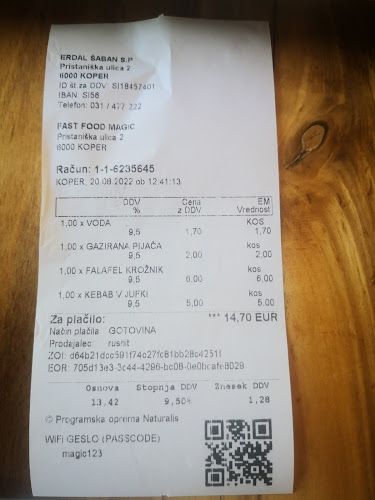 ERDAL ŠABAN S.P
Pristaniška ulica 2
6000 KOPER
ID št.za DDV: SI18457401
IBAN: SI56
Telefon: 031 / 477 222
FAST FOOD MAGIC
Pristaniška ulica 2
6000 KOPER
Račun: 1-1-6235645
KOPER, 20.08.2022 ob 12:41:13
DDV Cena EM
% z DDV Vrednost
1,00 x VODA kos
9,5 1,70 1,70
1,00 x GAZIRANA PIJAČA kos
9,5 2,00 2,00
1,00 x FALAFEL KROŽNIK kos
9,5 6,00 6,00
1,00 x KEBAB V JUFKI kos
9,5 5,00 5,00
Za plačilo: *** 14,70 EUR
Način plačila GOTOVINA
Prodajalec: rusnit
ZOI:
EOR:
Osnova Stopnja DDV Znesek DDV
13,42 9,50% 1,28
© Programska oprema Naturalis
WiFi GESLO (PASSCODE)
magic123